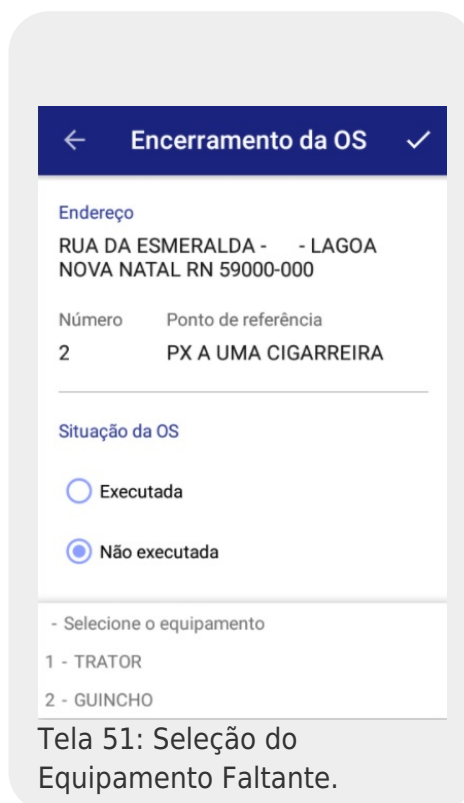 Encerramento da OS
Endereço
RUA DA ESMERALDA - - LAGOA
NOVA NATAL RN 59000-000
Número Ponto de referência
2 PX A UMA CIGARREIRA
Situação da OS
Executada
Não executada
- Selecione o equipamento
1 - TRATOR
2 - GUINCHO
Tela 51: Seleção do
Equipamento Faltante.